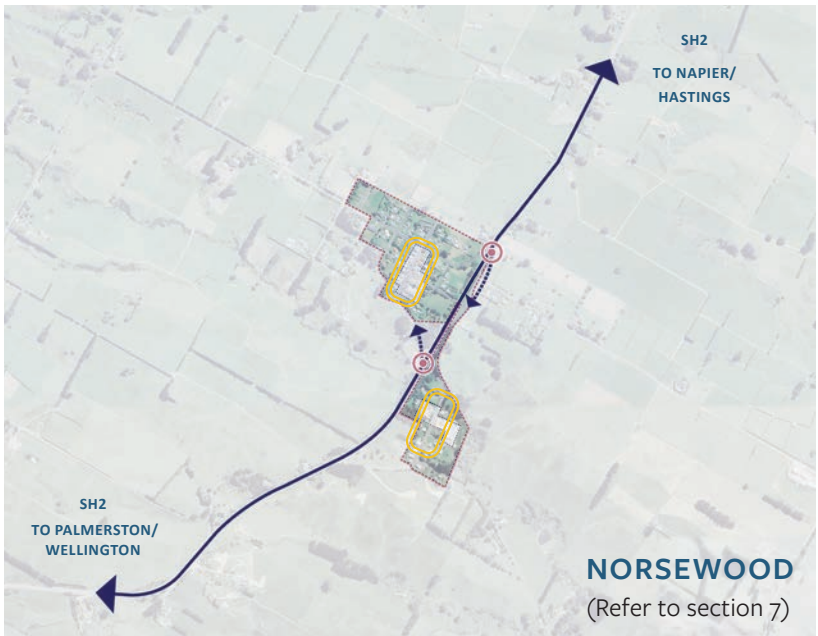 SH2
TO NAPIER/
HASTINGS
SH2
TO PALMERSTON/
WELLINGTON
NORSEWOOD
(Refer to section 7)